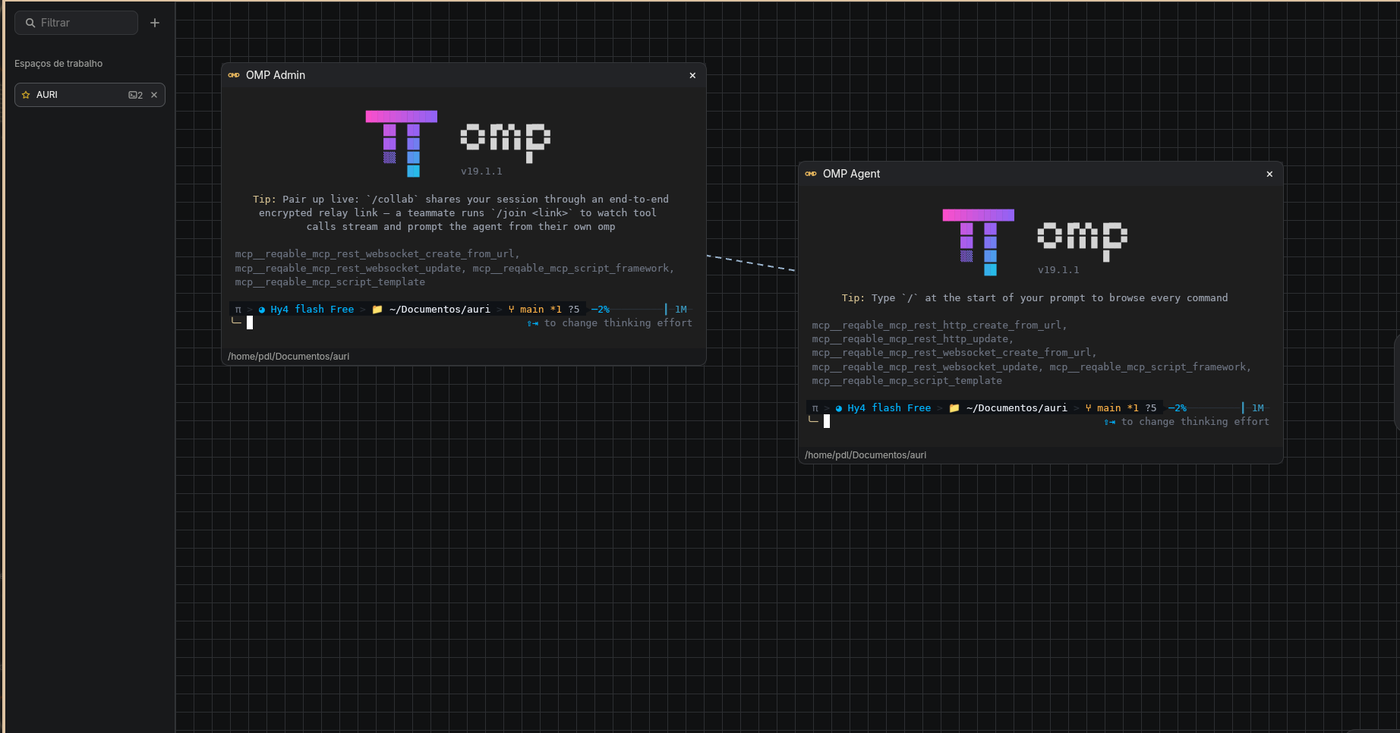 Filtrar
Espaços de trabalho
AURI
2
OMP Admin
omp
v19.1.1
Tip: Pair up live: `/collab` shares your session through an end-to-end
encrypted relay link — a teammate runs `/join <link>` to watch tool
calls stream and prompt the agent from their own omp
mcp__reqable_mcp_rest_websocket_create_from_url,
mcp__reqable_mcp_rest_websocket_update, mcp__reqable_mcp_script_framework,
mcp__reqable_mcp_script_template
π > Hy4 flash Free > ~/Documentos/auri > main *1 ?5 —2% 1M
to change thinking effort
/home/pdl/Documentos/auri
OMP Agent
omp
v19.1.1
Tip: Type `/` at the start of your prompt to browse every command
mcp__reqable_mcp_rest_http_create_from_url,
mcp__reqable_mcp_rest_http_update,
mcp__reqable_mcp_rest_websocket_create_from_url,
mcp__reqable_mcp_rest_websocket_update, mcp__reqable_mcp_script_framework,
mcp__reqable_mcp_script_template
π > Hy4 flash Free > ~/Documentos/auri > main *1 ?5 —2% 1M
to change thinking effort
/home/pdl/Documentos/auri